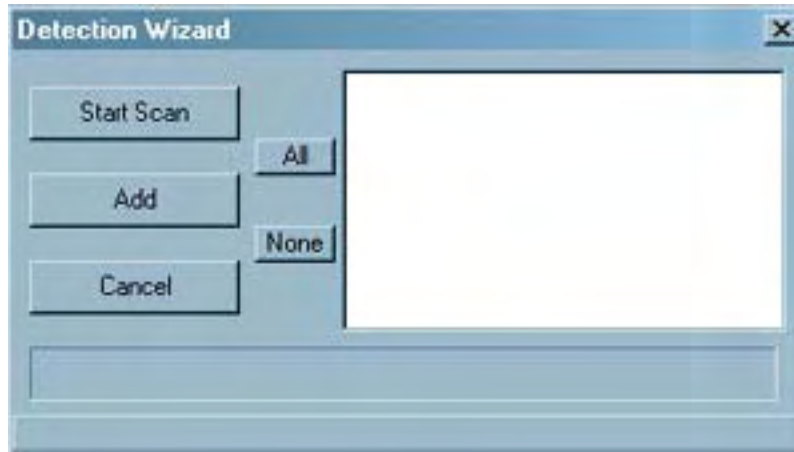 Detection Wizard
Start Scan
All
Add
None
Cancel